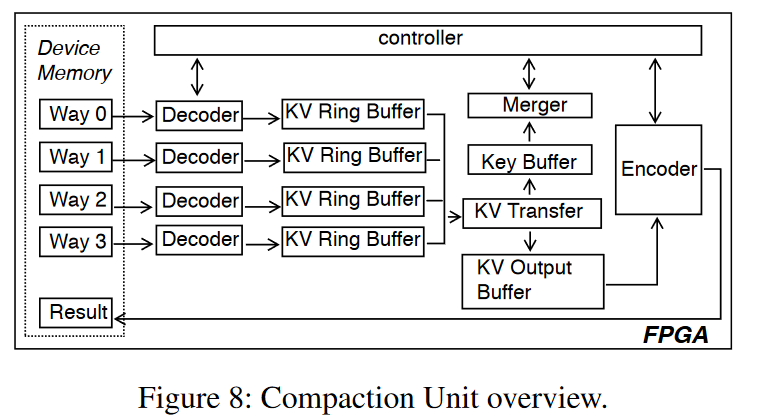 controller
Device
Memory
Way 0
Decoder
KV Ring Buffer
Merger
Way 1
Decoder
KV Ring Buffer
Key Buffer
Encoder
Way 2
Decoder
KV Ring Buffer
KV Transfer
Way 3
Decoder
KV Ring Buffer
KV Output
Buffer
Result
FPGA
Figure 8: Compaction Unit overview.